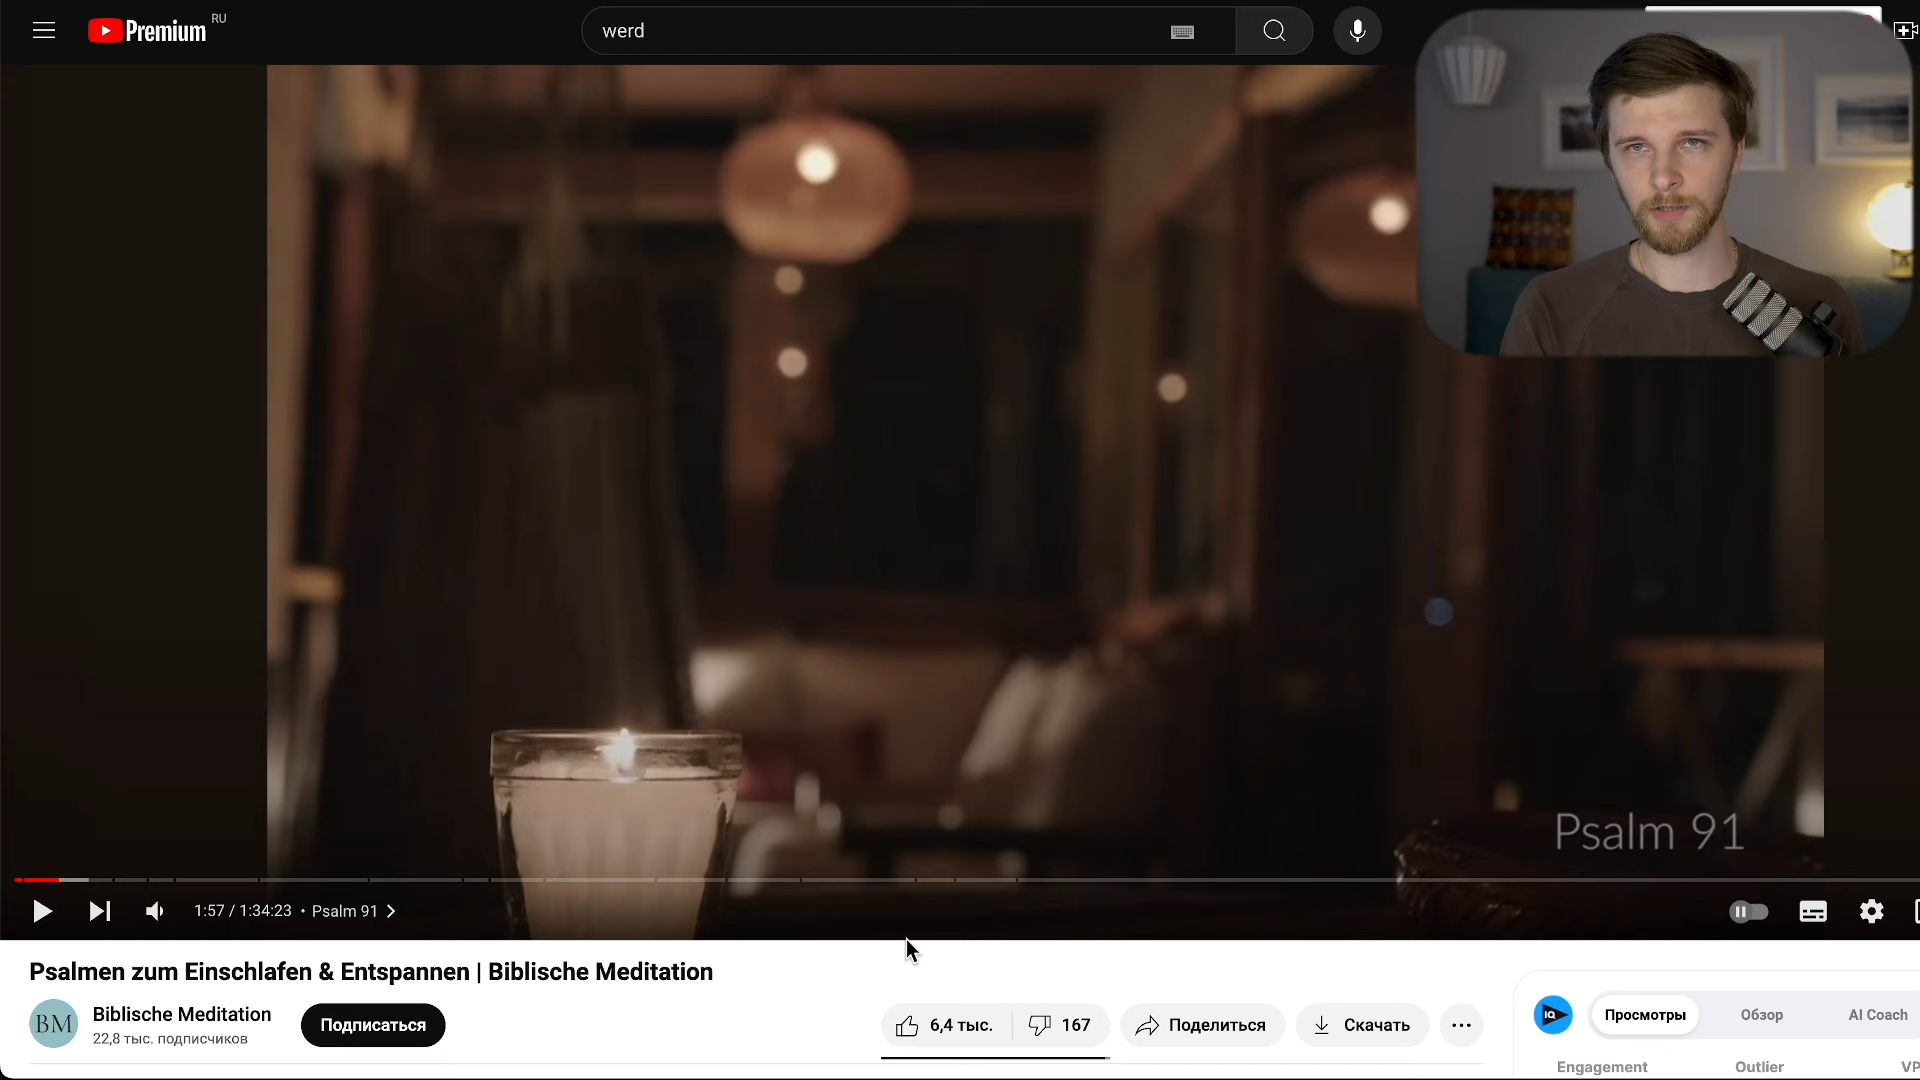 Premium RU
werd
Psalm 91
1:57 / 1:34:23 • Psalm 91
Psalmen zum Einschlafen & Entspannen | Biblische Meditation
BM
Biblische Meditation
22,8 тыс. подписчиков
Подписаться
6,4 тыс.
167
Поделиться
Скачать
IQ
Просмотры
Обзор
AI Coach
Engagement
Outlier
VP